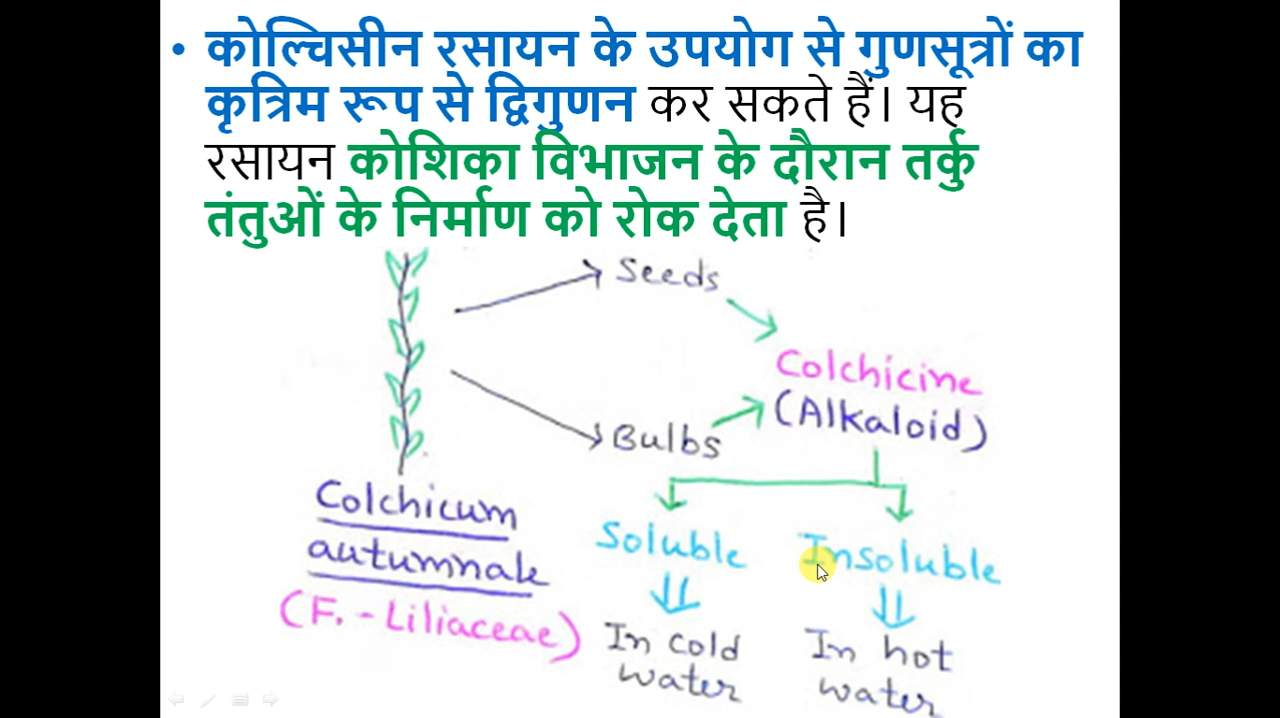 • कोल्चिसीन रसायन के उपयोग से गुणसूत्रों का
कृत्रिम रूप से द्विगुणन कर सकते हैं। यह
रसायन कोशिका विभाजन के दौरान तर्कु
तंतुओं के निर्माण को रोक देता है।
Seeds
Colchicine
(Alkaloid)
Bulbs
Colchicum
autumnale
(F. - Liliaceae)
Soluble
Insoluble
In cold
water
In hot
water